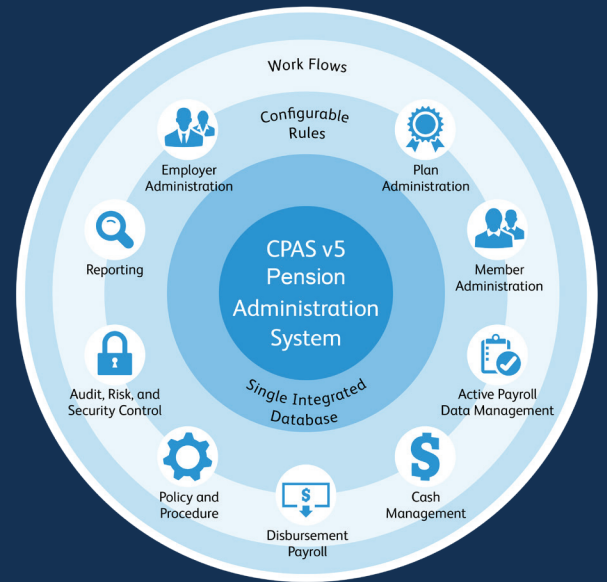 Work Flows
Configurable
Rules
Employer
Administration
Plan
Administration
Reporting
CPAS v5
Pension
Administration
System
Member
Administration
Audit, Risk, and
Security Control
Single Integrated
Database
Active Payroll
Data Management
Policy and
Procedure
$
Disbursement
Payroll
$
Cash
Management